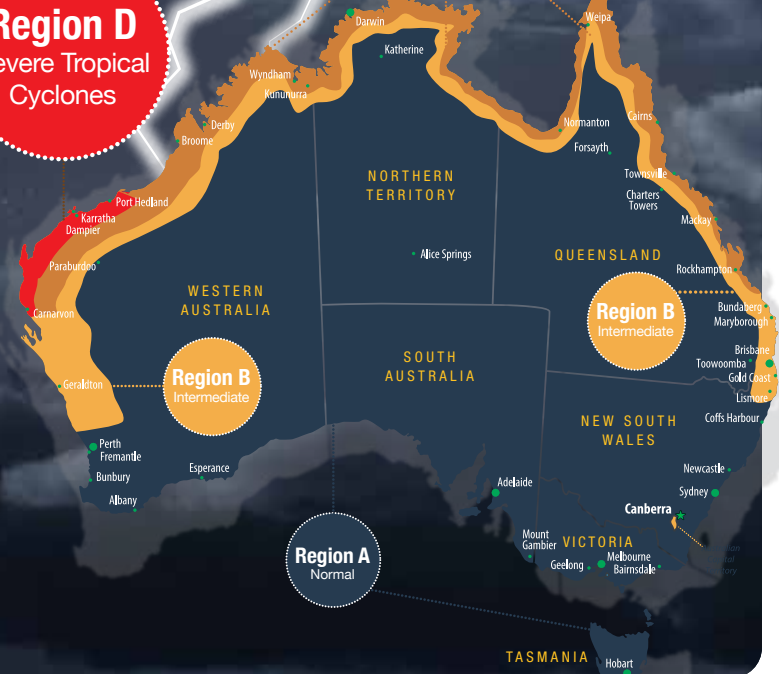 Region D
Severe Tropical
Cyclones
Darwin
Weipa
Katherine
Wyndham
Kununurra
Derby
Broome
Normanton
Cairns
Forsayth
NORTHERN
TERRITORY
Townsville
Charters
Towers
Port Hedland
Karratha
Dampier
Mackay
Alice Springs
QUEENSLAND
Paraburdoo
Rockhampton
WESTERN
AUSTRALIA
Region B
Intermediate
Bundaberg
Maryborough
Carnarvon
SOUTH
AUSTRALIA
Brisbane
Toowoomba
Gold Coast
Region B
Intermediate
Geraldton
Lismore
Coffs Harbour
NEW SOUTH
WALES
Perth
Fremantle
Bunbury
Esperance
Albany
Newcastle
Adelaide
Sydney
Canberra
Mount
Gambier
VICTORIA
Melbourne
Geelong
Bairnsdale
Region A
Normal
TASMANIA
Hobart